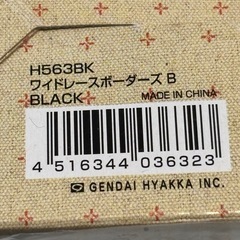 H563BK
ワイドレースボーダーズ B
BLACK MADE IN CHINA
4 516344 036323
GENDAI HYAKKA INC.